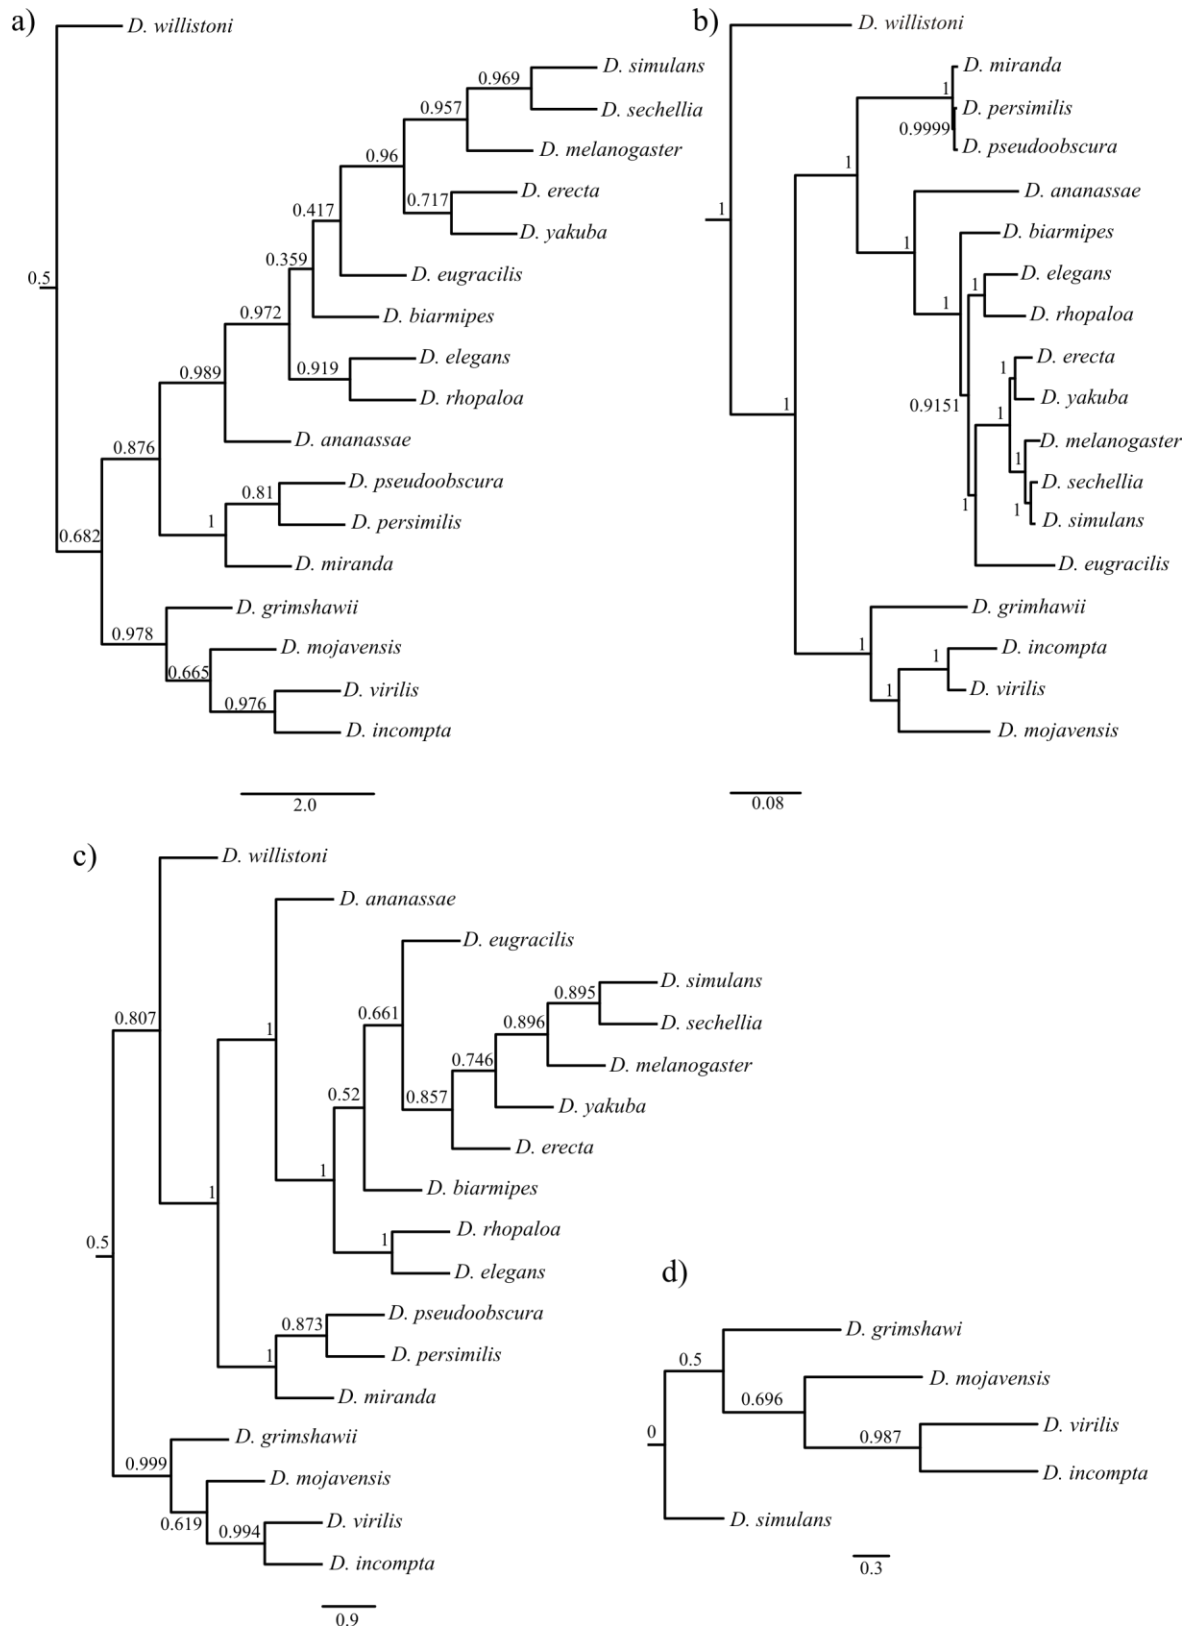 a)
D. willistoni
D. simulans
0.969
D. sechellia
0.957
D. melanogaster
0.96
D. erecta
0.717
D. yakuba
0.417
D. eugracilis
0.359
D. biarmipes
0.5
0.972
D. elegans
0.919
D. rhopaloa
0.989
D. ananassae
0.876
D. pseudoobscura
0.81
D. persimilis
1
D. miranda
0.682
D. grimshawii
0.978
D. mojavensis
0.665
D. virilis
0.976
D. incompta
2.0
b)
D. willistoni
D. miranda
1
D. persimilis
0.9999
D. pseudoobscura
1
D. ananassae
1
D. biarmipes
1
D. elegans
1
D. rhopaloa
1
D. erecta
1
D. yakuba
0.9151
1
D. melanogaster
1
D. sechellia
1
D. simulans
1
D. eugracilis
1
D. grimhawii
1
D. incompta
1
D. virilis
1
D. mojavensis
0.08
c)
D. willistoni
D. ananassae
D. eugracilis
D. simulans
0.895
D. sechellia
0.807
0.661
0.896
1
D. melanogaster
0.746
D. yakuba
0.52
0.857
D. erecta
1
D. biarmipes
1
D. rhopaloa
0.5
1
D. elegans
D. pseudoobscura
0.873
D. persimilis
1
D. miranda
D. grimshawii
0.999
D. mojavensis
0.619
D. virilis
0.994
D. incompta
0.9
d)
D. grimshawi
0.5
D. mojavensis
0.696
D. virilis
0
0.987
D. incompta
D. simulans
0.3